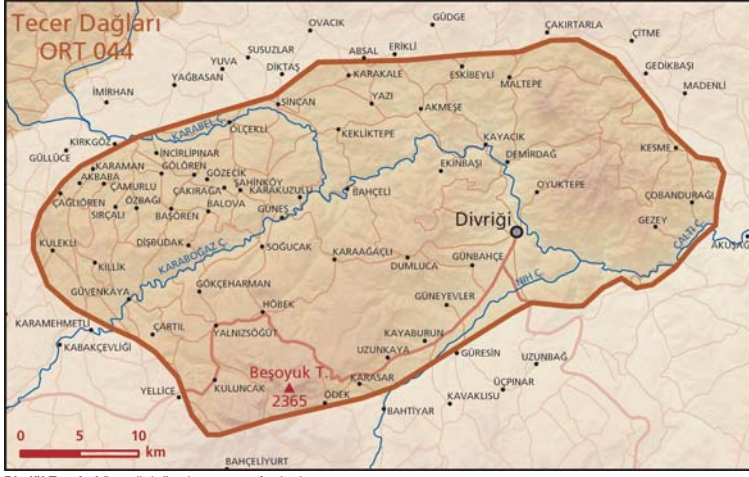 Tecer Dağları
ORT 044
GÜDGE
OVACIK
ÇAKIRTARLA
ÇİTME
SUSUZLAR
ABŞAL
ERİKLİ
YUVA
DİKTAŞ
KARAKALE
ESKİBEYLİ
GEDİKBAŞI
YAĞBASAN
MALTEPE
MADENLİ
İMİRHAN
SİNCAN
YAZI
AKMEŞE
KARABEL Ç.
ÖLÇEKLİ
KEKLİKTEPE
KIRKGÖZ
KAYACIK
KESME
GÜLLÜCE
İNCİRLİPINAR
DEMİRDAĞ
KARAMAN
GÖLÖREN
GÖZECİK
EKİNBAŞI
AKBABA
ÇAMURLU
ÇAKIRAĞA
ŞAHİNKÖY
KARAKUZULU
BAHÇELİ
OYUKTEPE
ÇAĞLIÖREN
SIRÇALI
ÖZBAĞI
BAŞÖREN
BALOVA
GÜNEŞ
ÇOBANDURAĞI
Divriği
GEZEY
KULEKLİ
DİŞBUDAK
KARABOĞAZ Ç.
SOĞUCAK
KARAAĞAÇLI
DUMLUCA
GÜNBAHÇE
ÇALTI Ç.
AKUŞAĞI
KILLIK
NIH Ç.
GÜVENKAYA
GÖKÇEHARMAN
HÖBEK
GÜNEYEVLER
KARAMEHMETLİ
ÇARTIL
YALNIZSÖĞÜT
KAYABURUN
KABAKÇEVLİĞİ
UZUNKAYA
GÜRESİN
UZUNBAĞ
Beşoyuk T.
2365
YELLİCE
KULUNCAK
KARASAR
ÜÇPINAR
ÖDEK
KAVAKLISU
BAHTİYAR
0 5 10
km
BAHÇELİYURT